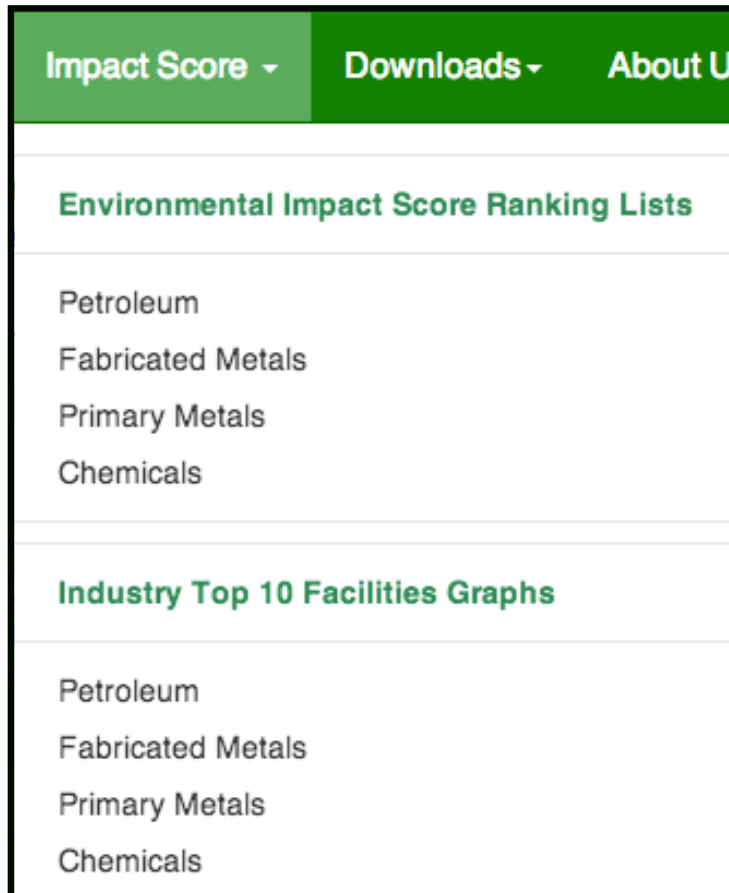 Impact Score Downloads About U
Environmental Impact Score Ranking Lists
Petroleum
Fabricated Metals
Primary Metals
Chemicals
Industry Top 10 Facilities Graphs
Petroleum
Fabricated Metals
Primary Metals
Chemicals